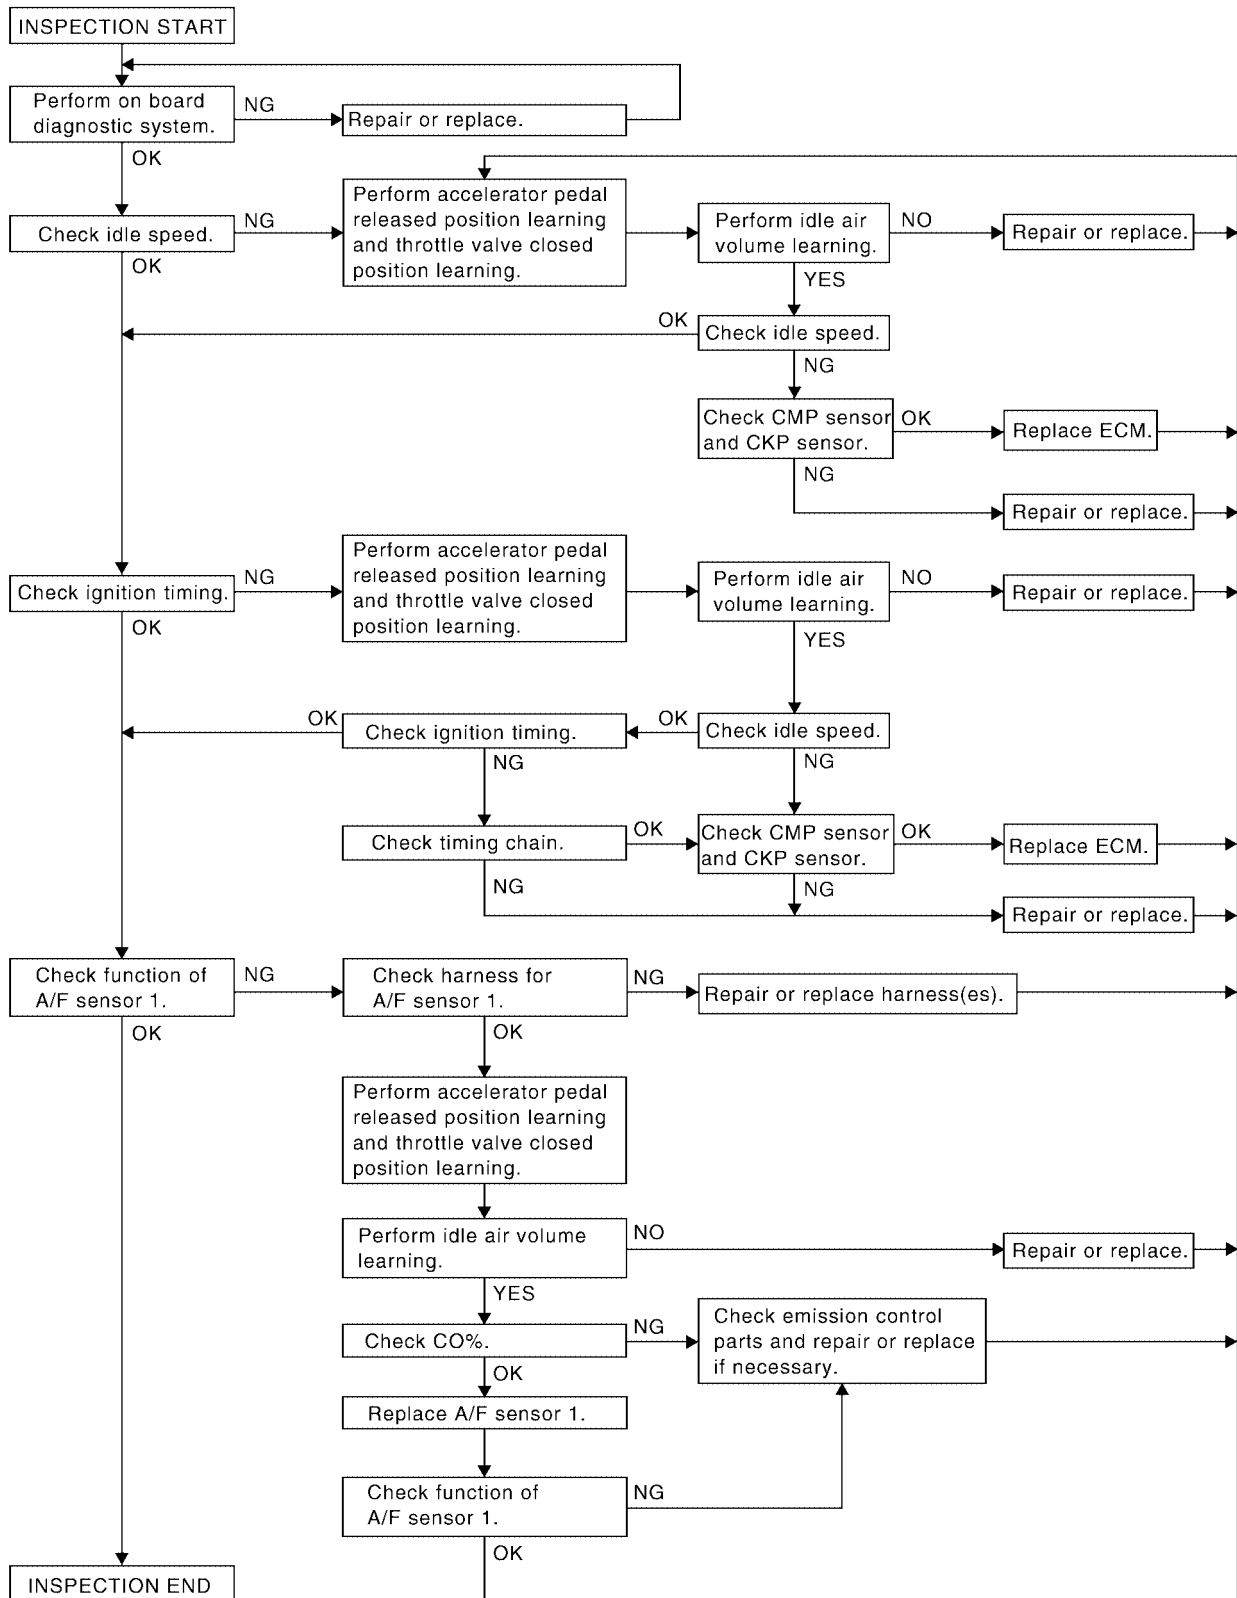 INSPECTION START
Perform on board
diagnostic system.
NG
Repair or replace.
OK
Check idle speed.
NG
Perform accelerator pedal
released position learning
and throttle valve closed
position learning.
Perform idle air
volume learning.
NO
Repair or replace.
OK
YES
OK
Check idle speed.
NG
Check CMP sensor
and CKP sensor.
OK
Replace ECM.
NG
Repair or replace.
Check ignition timing.
NG
Perform accelerator pedal
released position learning
and throttle valve closed
position learning.
Perform idle air
volume learning.
NO
Repair or replace.
OK
YES
OK
Check ignition timing.
OK
Check idle speed.
NG
NG
Check timing chain.
OK
Check CMP sensor
and CKP sensor.
OK
Replace ECM.
NG
NG
Repair or replace.
Check function of
A/F sensor 1.
NG
Check harness for
A/F sensor 1.
NG
Repair or replace harness(es).
OK
OK
Perform accelerator pedal
released position learning
and throttle valve closed
position learning.
Perform idle air volume
learning.
NO
Repair or replace.
YES
Check CO%.
NG
Check emission control
parts and repair or replace
if necessary.
OK
Replace A/F sensor 1.
Check function of
A/F sensor 1.
NG
OK
INSPECTION END